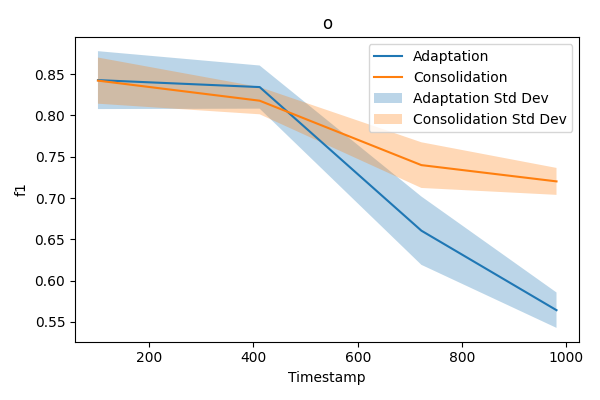 o
Adaptation
Consolidation
Adaptation Std Dev
Consolidation Std Dev
f1
0.85
0.80
0.75
0.70
0.65
0.60
0.55
200 400 600 800 1000
Timestamp